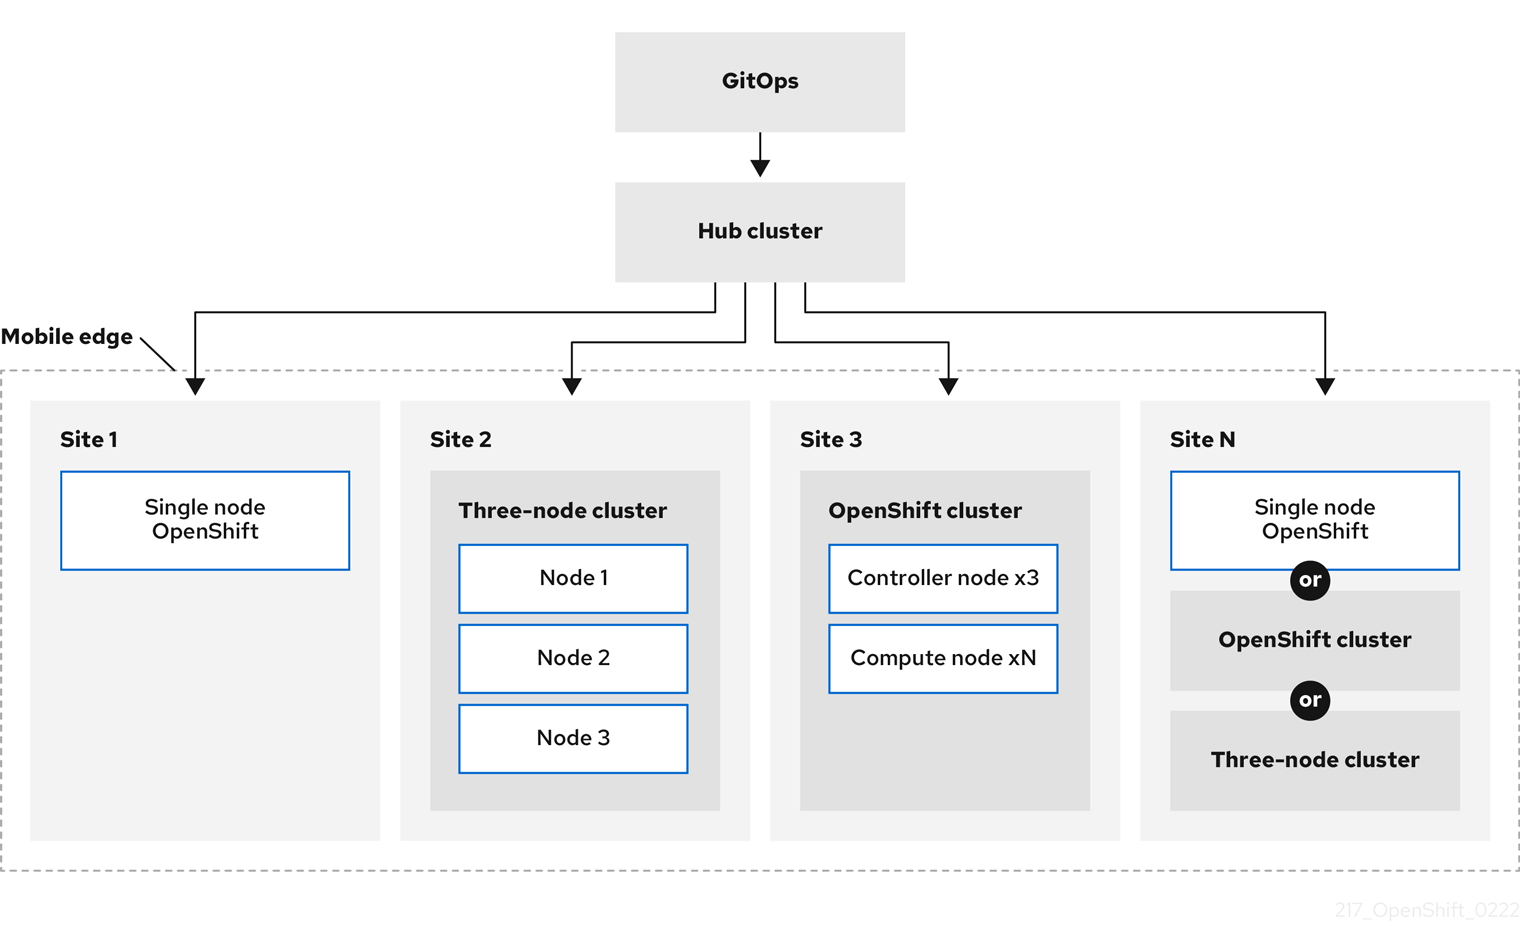 GitOps
Hub cluster
Mobile edge
Site 1
Single node
OpenShift
Site 2
Three-node cluster
Node 1
Node 2
Node 3
Site 3
OpenShift cluster
Controller node x3
Compute node xN
Site N
Single node
OpenShift
or
OpenShift cluster
or
Three-node cluster
217_OpenShift_0222